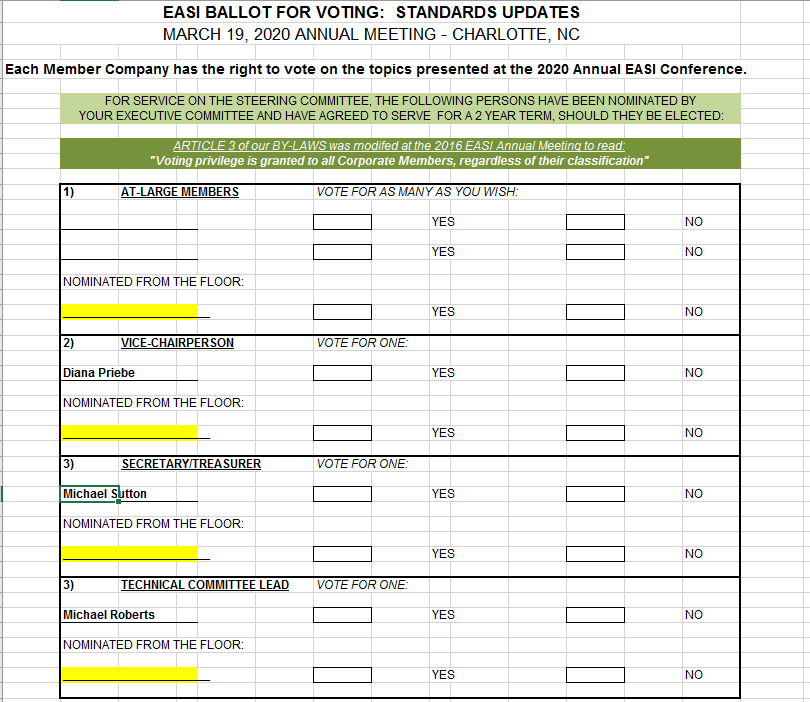 EASI BALLOT FOR VOTING: STANDARDS UPDATES
MARCH 19, 2020 ANNUAL MEETING - CHARLOTTE, NC
Each Member Company has the right to vote on the topics presented at the 2020 Annual EASI Conference.
FOR SERVICE ON THE STEERING COMMITTEE, THE FOLLOWING PERSONS HAVE BEEN NOMINATED BY
YOUR EXECUTIVE COMMITTEE AND HAVE AGREED TO SERVE FOR A 2 YEAR TERM, SHOULD THEY BE ELECTED:
ARTICLE 3 of our BY-LAWS was modifed at the 2016 EASI Annual Meeting to read:
"Voting privilege is granted to all Corporate Members, regardless of their classification"
1) AT-LARGE MEMBERS VOTE FOR AS MANY AS YOU WISH:
YES NO
YES NO
NOMINATED FROM THE FLOOR:
YES NO
2) VICE-CHAIRPERSON VOTE FOR ONE:
Diana Priebe YES NO
NOMINATED FROM THE FLOOR:
YES NO
3) SECRETARY/TREASURER VOTE FOR ONE:
Michael Sutton YES NO
NOMINATED FROM THE FLOOR:
YES NO
3) TECHNICAL COMMITTEE LEAD VOTE FOR ONE:
Michael Roberts YES NO
NOMINATED FROM THE FLOOR:
YES NO